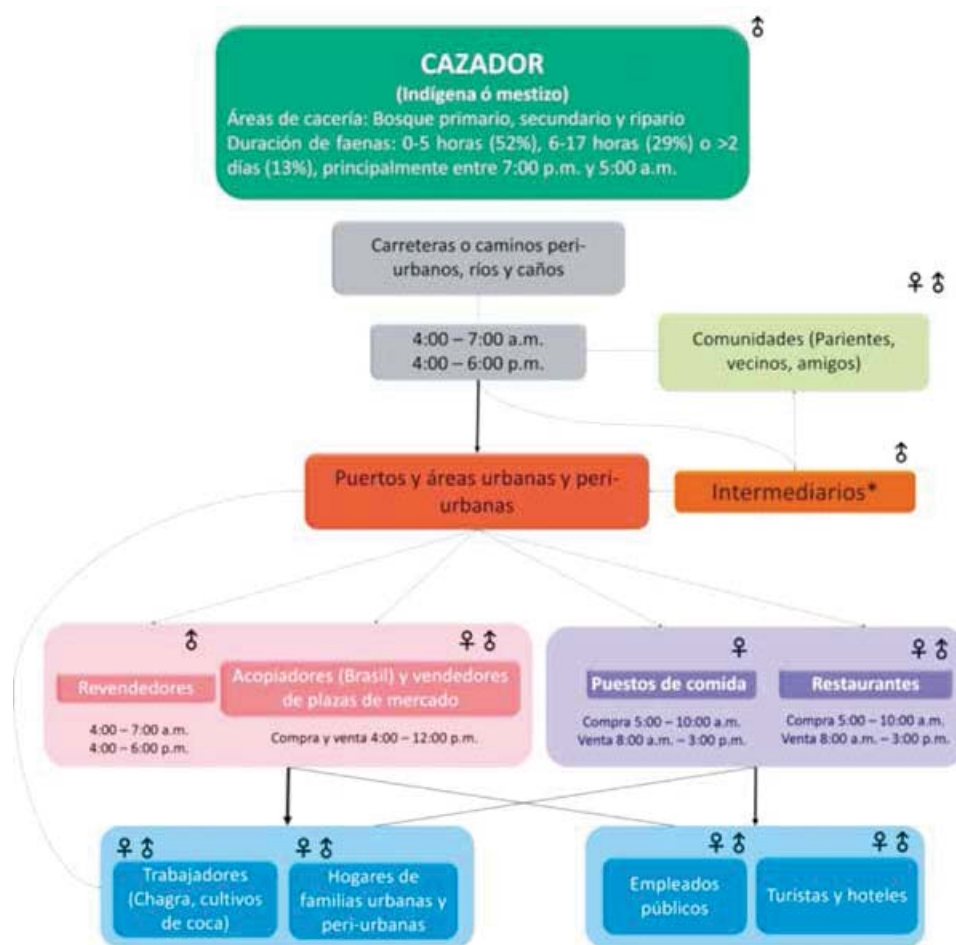 CAZADOR
(Indígena ó mestizo)
Áreas de cacería: Bosque primario, secundario y ripario
Duración de faenas: 0-5 horas (52%), 6-17 horas (29%) o >2
días (13%), principalmente entre 7:00 p.m. y 5:00 a.m.
Carreteras o caminos peri-
urbanos, ríos y caños
4:00 – 7:00 a.m.
4:00 – 6:00 p.m.
Comunidades (Parientes,
vecinos, amigos)
Puertos y áreas urbanas y peri-
urbanas
Intermediarios*
Revendedores
4:00 – 7:00 a.m.
4:00 – 6:00 p.m.
Acopiadores (Brasil) y vendedores
de plazas de mercado
Compra y venta 4:00 – 12:00 p.m.
Puestos de comida
Compra 5:00 – 10:00 a.m.
Venta 8:00 a.m. – 3:00 p.m.
Restaurantes
Compra 5:00 – 10:00 a.m.
Venta 8:00 a.m. – 3:00 p.m.
Trabajadores
(Chagra, cultivos
de coca)
Hogares de
familias urbanas y
peri-urbanas
Empleados
públicos
Turistas y hoteles